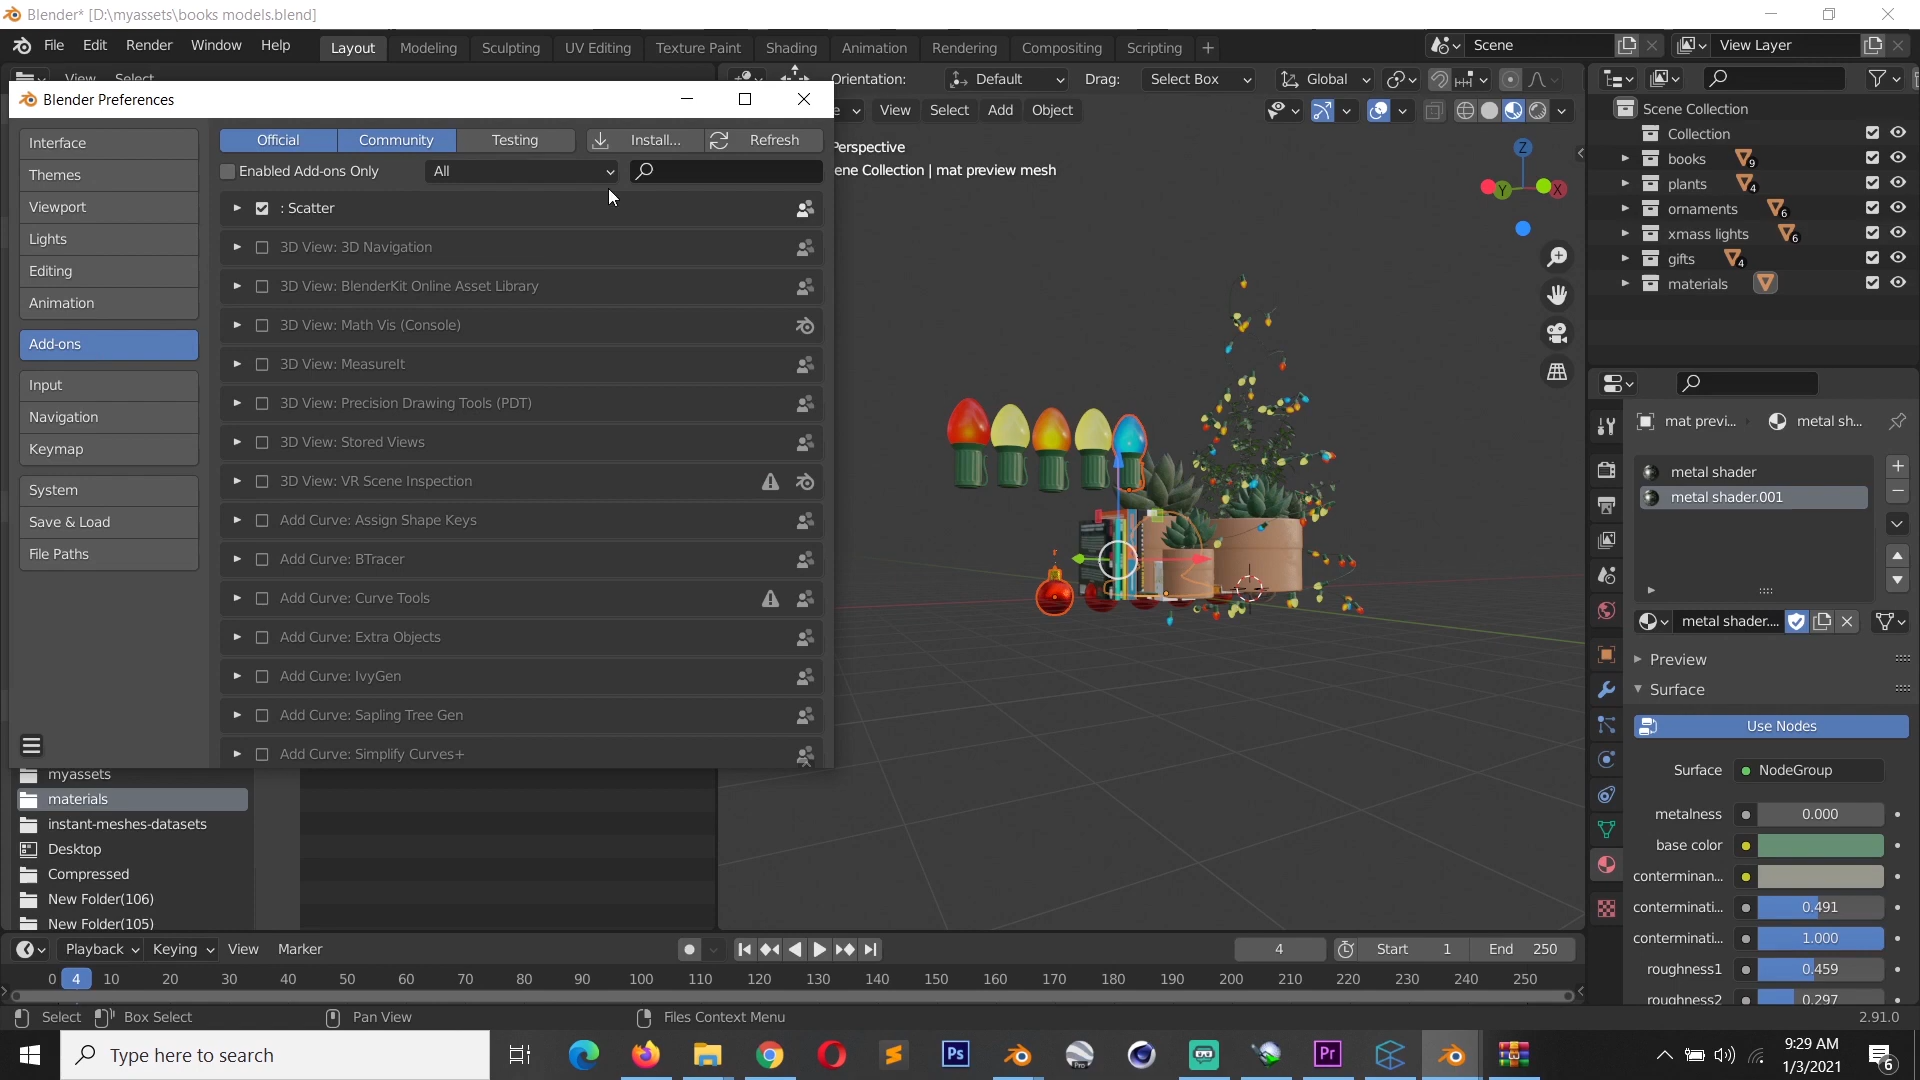 Blender* [D:\myassets\books models.blend]
File Edit Render Window Help
Layout Modeling Sculpting UV Editing Texture Paint Shading Animation Rendering Compositing Scripting +
Scene
View Layer
View Select
Orientation: Default Drag: Select Box Global
View Select Add Object
Blender Preferences
Interface
Themes
Viewport
Lights
Editing
Animation
Add-ons
Input
Navigation
Keymap
System
Save & Load
File Paths
Official Community Testing Install... Refresh
Enabled Add-ons Only All
: Scatter
3D View: 3D Navigation
3D View: BlenderKit Online Asset Library
3D View: Math Vis (Console)
3D View: MeasureIt
3D View: Precision Drawing Tools (PDT)
3D View: Stored Views
3D View: VR Scene Inspection
Add Curve: Assign Shape Keys
Add Curve: BTracer
Add Curve: Curve Tools
Add Curve: Extra Objects
Add Curve: IvyGen
Add Curve: Sapling Tree Gen
Add Curve: Simplify Curves+
myassets
materials
instant-meshes-datasets
Desktop
Compressed
New Folder(106)
New Folder(105)
Perspective
ene Collection | mat preview mesh
Z
Y
X
Scene Collection
Collection
books 9
plants 4
ornaments 6
xmass lights 6
gifts 4
materials
mat previ... metal sh...
metal shader
metal shader.001
metal shader....
Preview
Surface
Use Nodes
Surface NodeGroup
metalness 0.000
base color
conterminan...
conterminati... 0.491
conterminati... 1.000
roughness1 0.459
roughness2 0.297
Playback Keying View Marker
4 Start 1 End 250
0 4 10 20 30 40 50 60 70 80 90 100 110 120 130 140 150 160 170 180 190 200 210 220 230 240 250
Select Box Select Pan View Files Context Menu 2.91.0
Type here to search
Ps
Pro
Pr
9:29 AM
1/3/2021
6